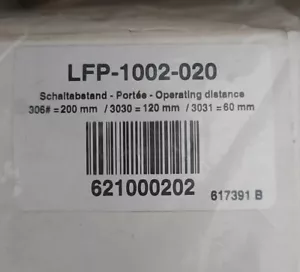 LFP-1002-020
Schaltabstand - Portée - Operating distance
306# = 200 mm / 3030 = 120 mm / 3031 = 60 mm
621000202
617391 B